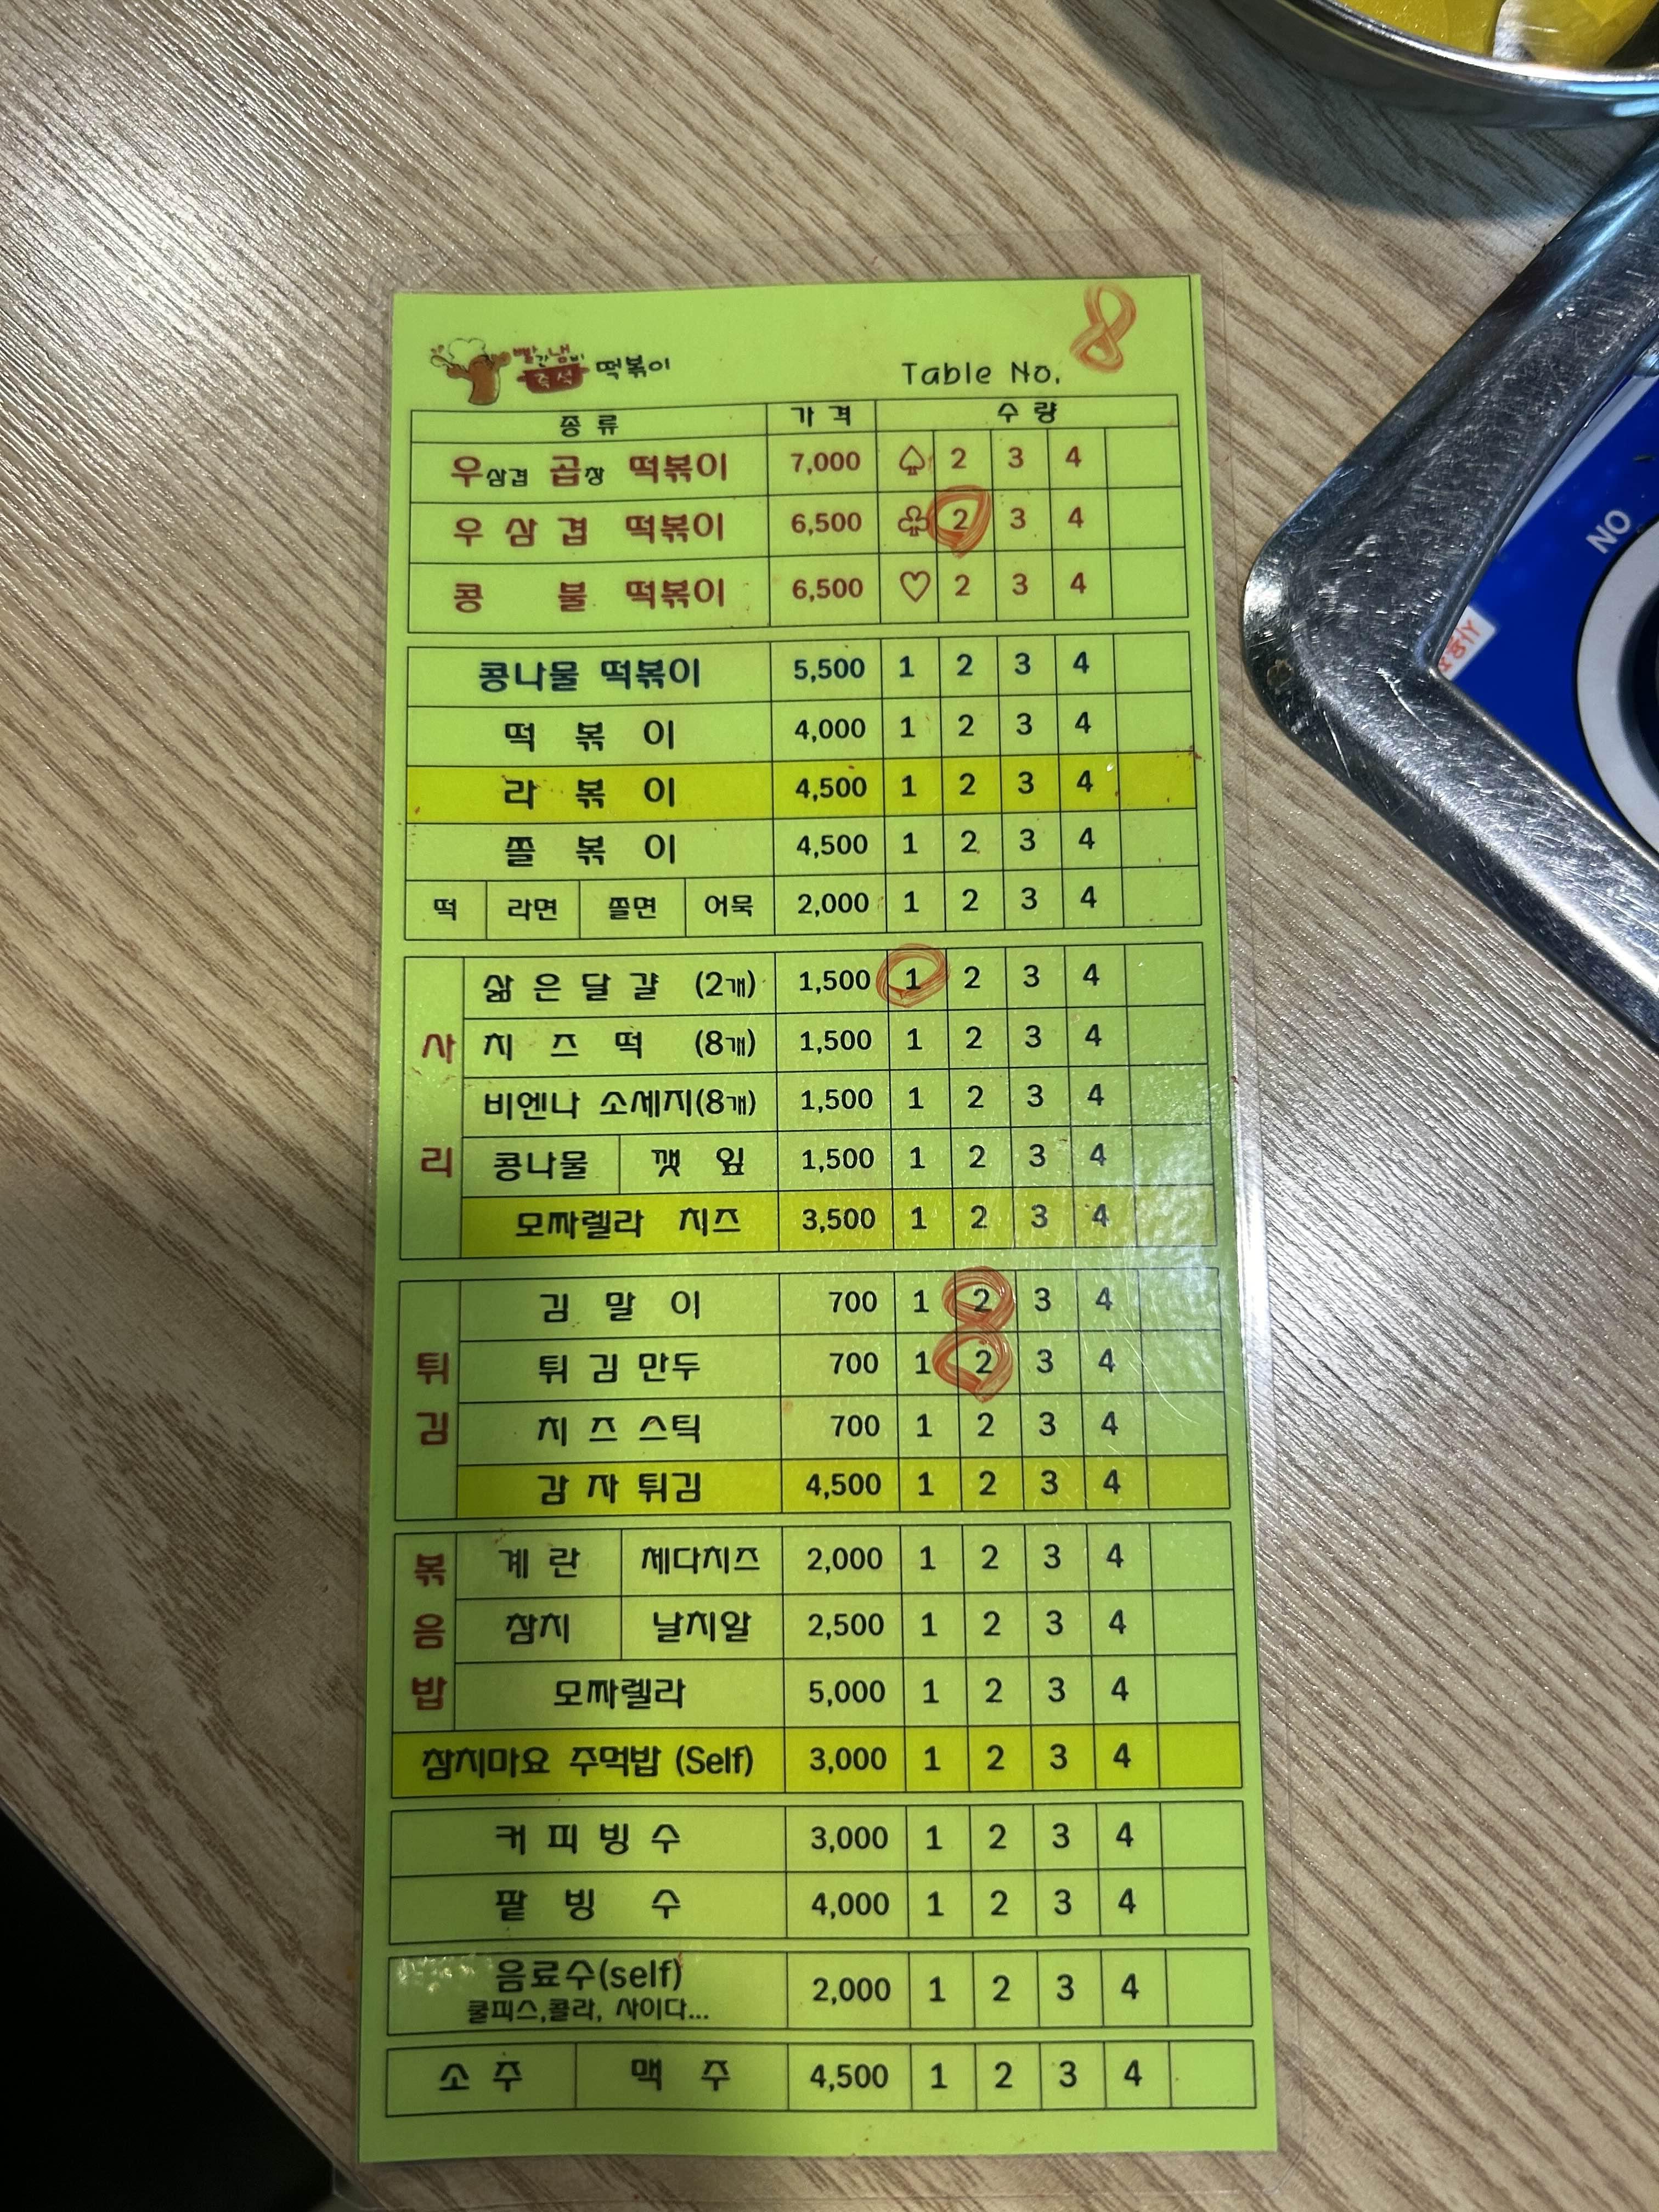 빨간냄비
즉석 떡볶이
Table No. 8
종류 가격 수량
우삼겹 곱창 떡볶이 7,000 ♤ 2 3 4
우삼겹 떡볶이 6,500 ♧ 2 3 4
콩불 떡볶이 6,500 ♡ 2 3 4
콩나물 떡볶이 5,500 1 2 3 4
떡볶이 4,000 1 2 3 4
라볶이 4,500 1 2 3 4
쫄볶이 4,500 1 2 3 4
떡 라면 쫄면 어묵 2,000 1 2 3 4
사리
삶은달걀 (2개) 1,500 1 2 3 4
치즈떡 (8개) 1,500 1 2 3 4
비엔나 소세지(8개) 1,500 1 2 3 4
콩나물 깻잎 1,500 1 2 3 4
모짜렐라 치즈 3,500 1 2 3 4
튀김
김말이 700 1 2 3 4
튀김만두 700 1 2 3 4
치즈스틱 700 1 2 3 4
감자튀김 4,500 1 2 3 4
볶음밥
계란 체다치즈 2,000 1 2 3 4
참치 날치알 2,500 1 2 3 4
모짜렐라 5,000 1 2 3 4
참치마요 주먹밥 (Self) 3,000 1 2 3 4
커피빙수 3,000 1 2 3 4
팥빙수 4,000 1 2 3 4
음료수(self) 2,000 1 2 3 4
쿨피스,콜라, 사이다...
소주 맥주 4,500 1 2 3 4
NO